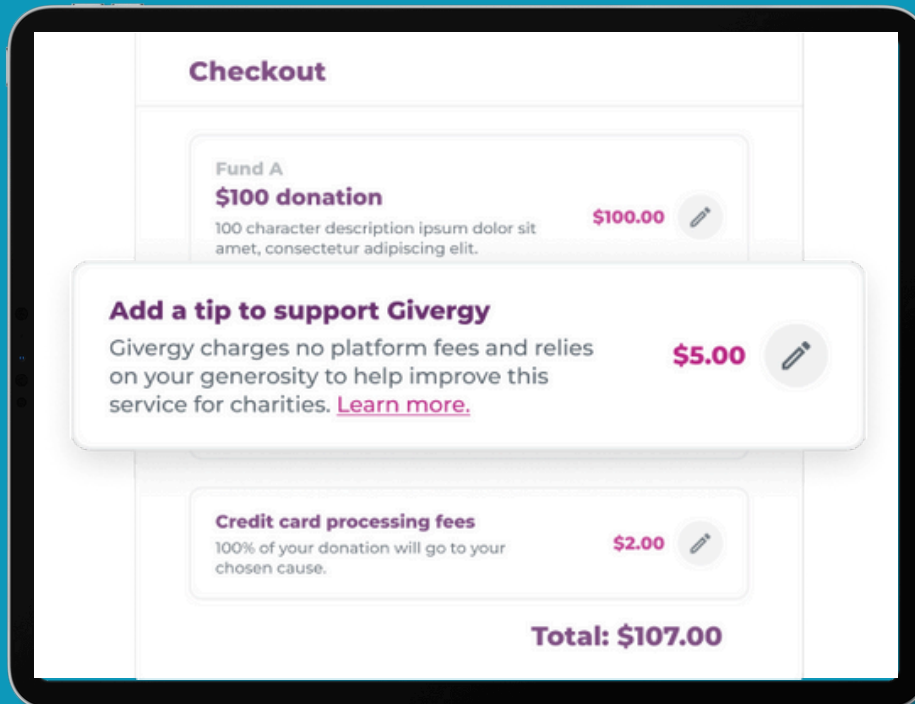 Checkout
Fund A
$100 donation
100 character description ipsum dolor sit
amet, consectetur adipiscing elit.
$100.00
Add a tip to support Givergy
Givergy charges no platform fees and relies
on your generosity to help improve this
service for charities. Learn more.
$5.00
Credit card processing fees
100% of your donation will go to your
chosen cause.
$2.00
Total: $107.00